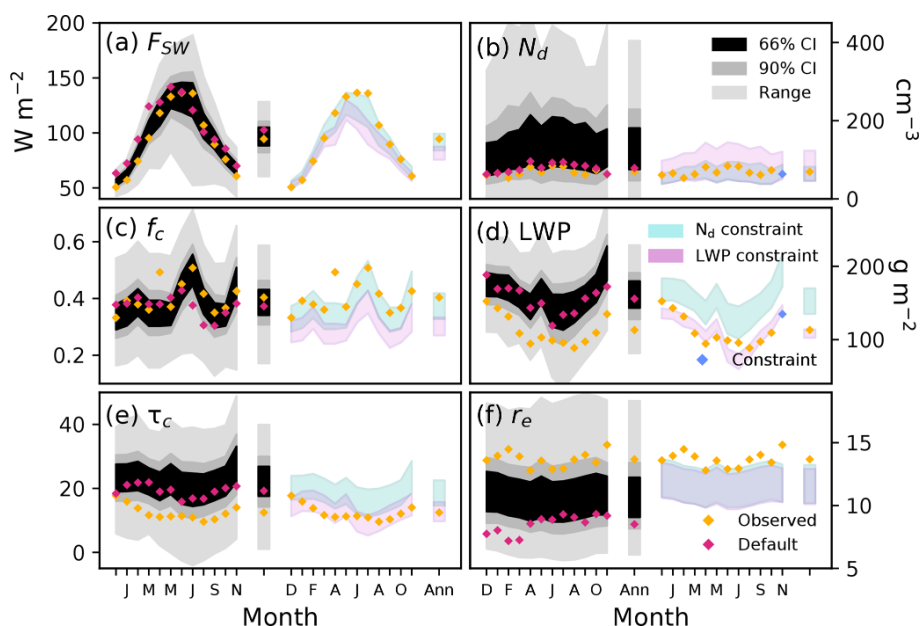 (a) F_SW
200
150
100
50
W m⁻²
(b) N_d
66% CI
90% CI
Range
400
200
0
cm⁻³
(c) f_c
0.6
0.4
0.2
(d) LWP
N_d constraint
LWP constraint
Constraint
200
100
g m⁻²
(e) τ_c
40
20
0
J M M J S N D F A J A O Ann
Month
(f) r_e
Observed
Default
15
10
5
D F A J A O Ann J M M J S N Ann
Month